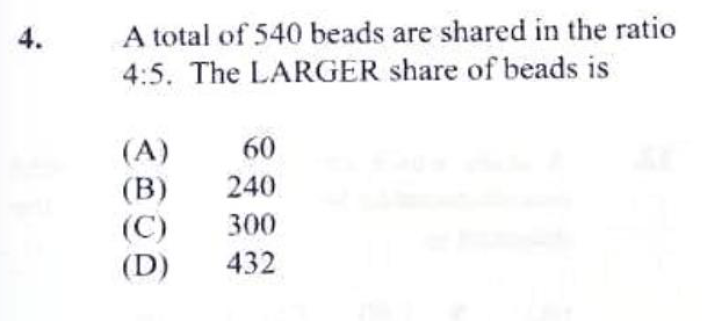 4. A total of 540 beads are shared in the ratio
4:5. The LARGER share of beads is
(A) 60
(B) 240
(C) 300
(D) 432